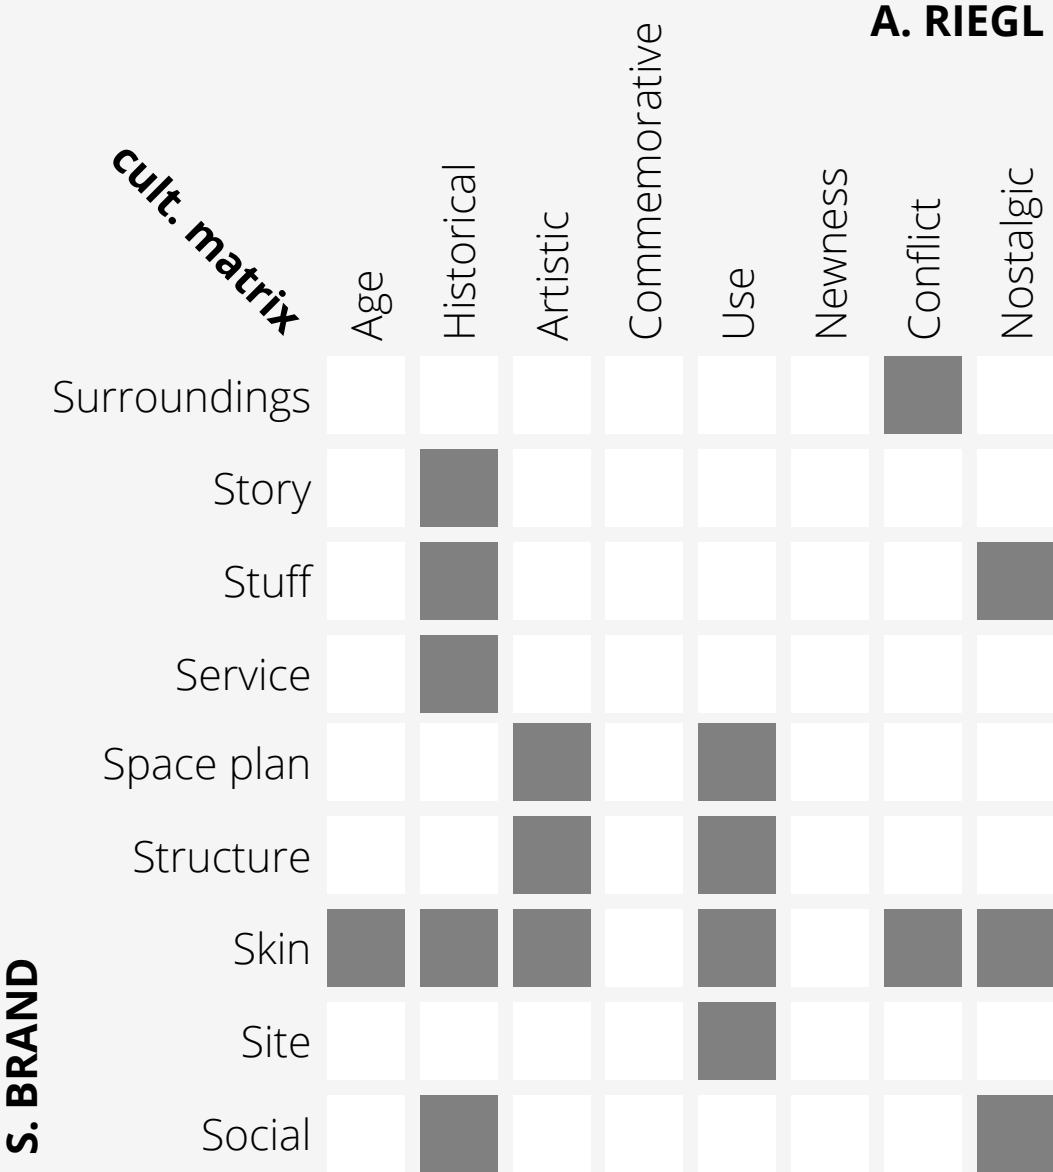 A. RIEGL
cult. matrix
Age
Historical
Artistic
Commemorative
Use
Newness
Conflict
Nostalgic
Surroundings
Story
Stuff
Service
Space plan
Structure
Skin
Site
Social
S. BRAND